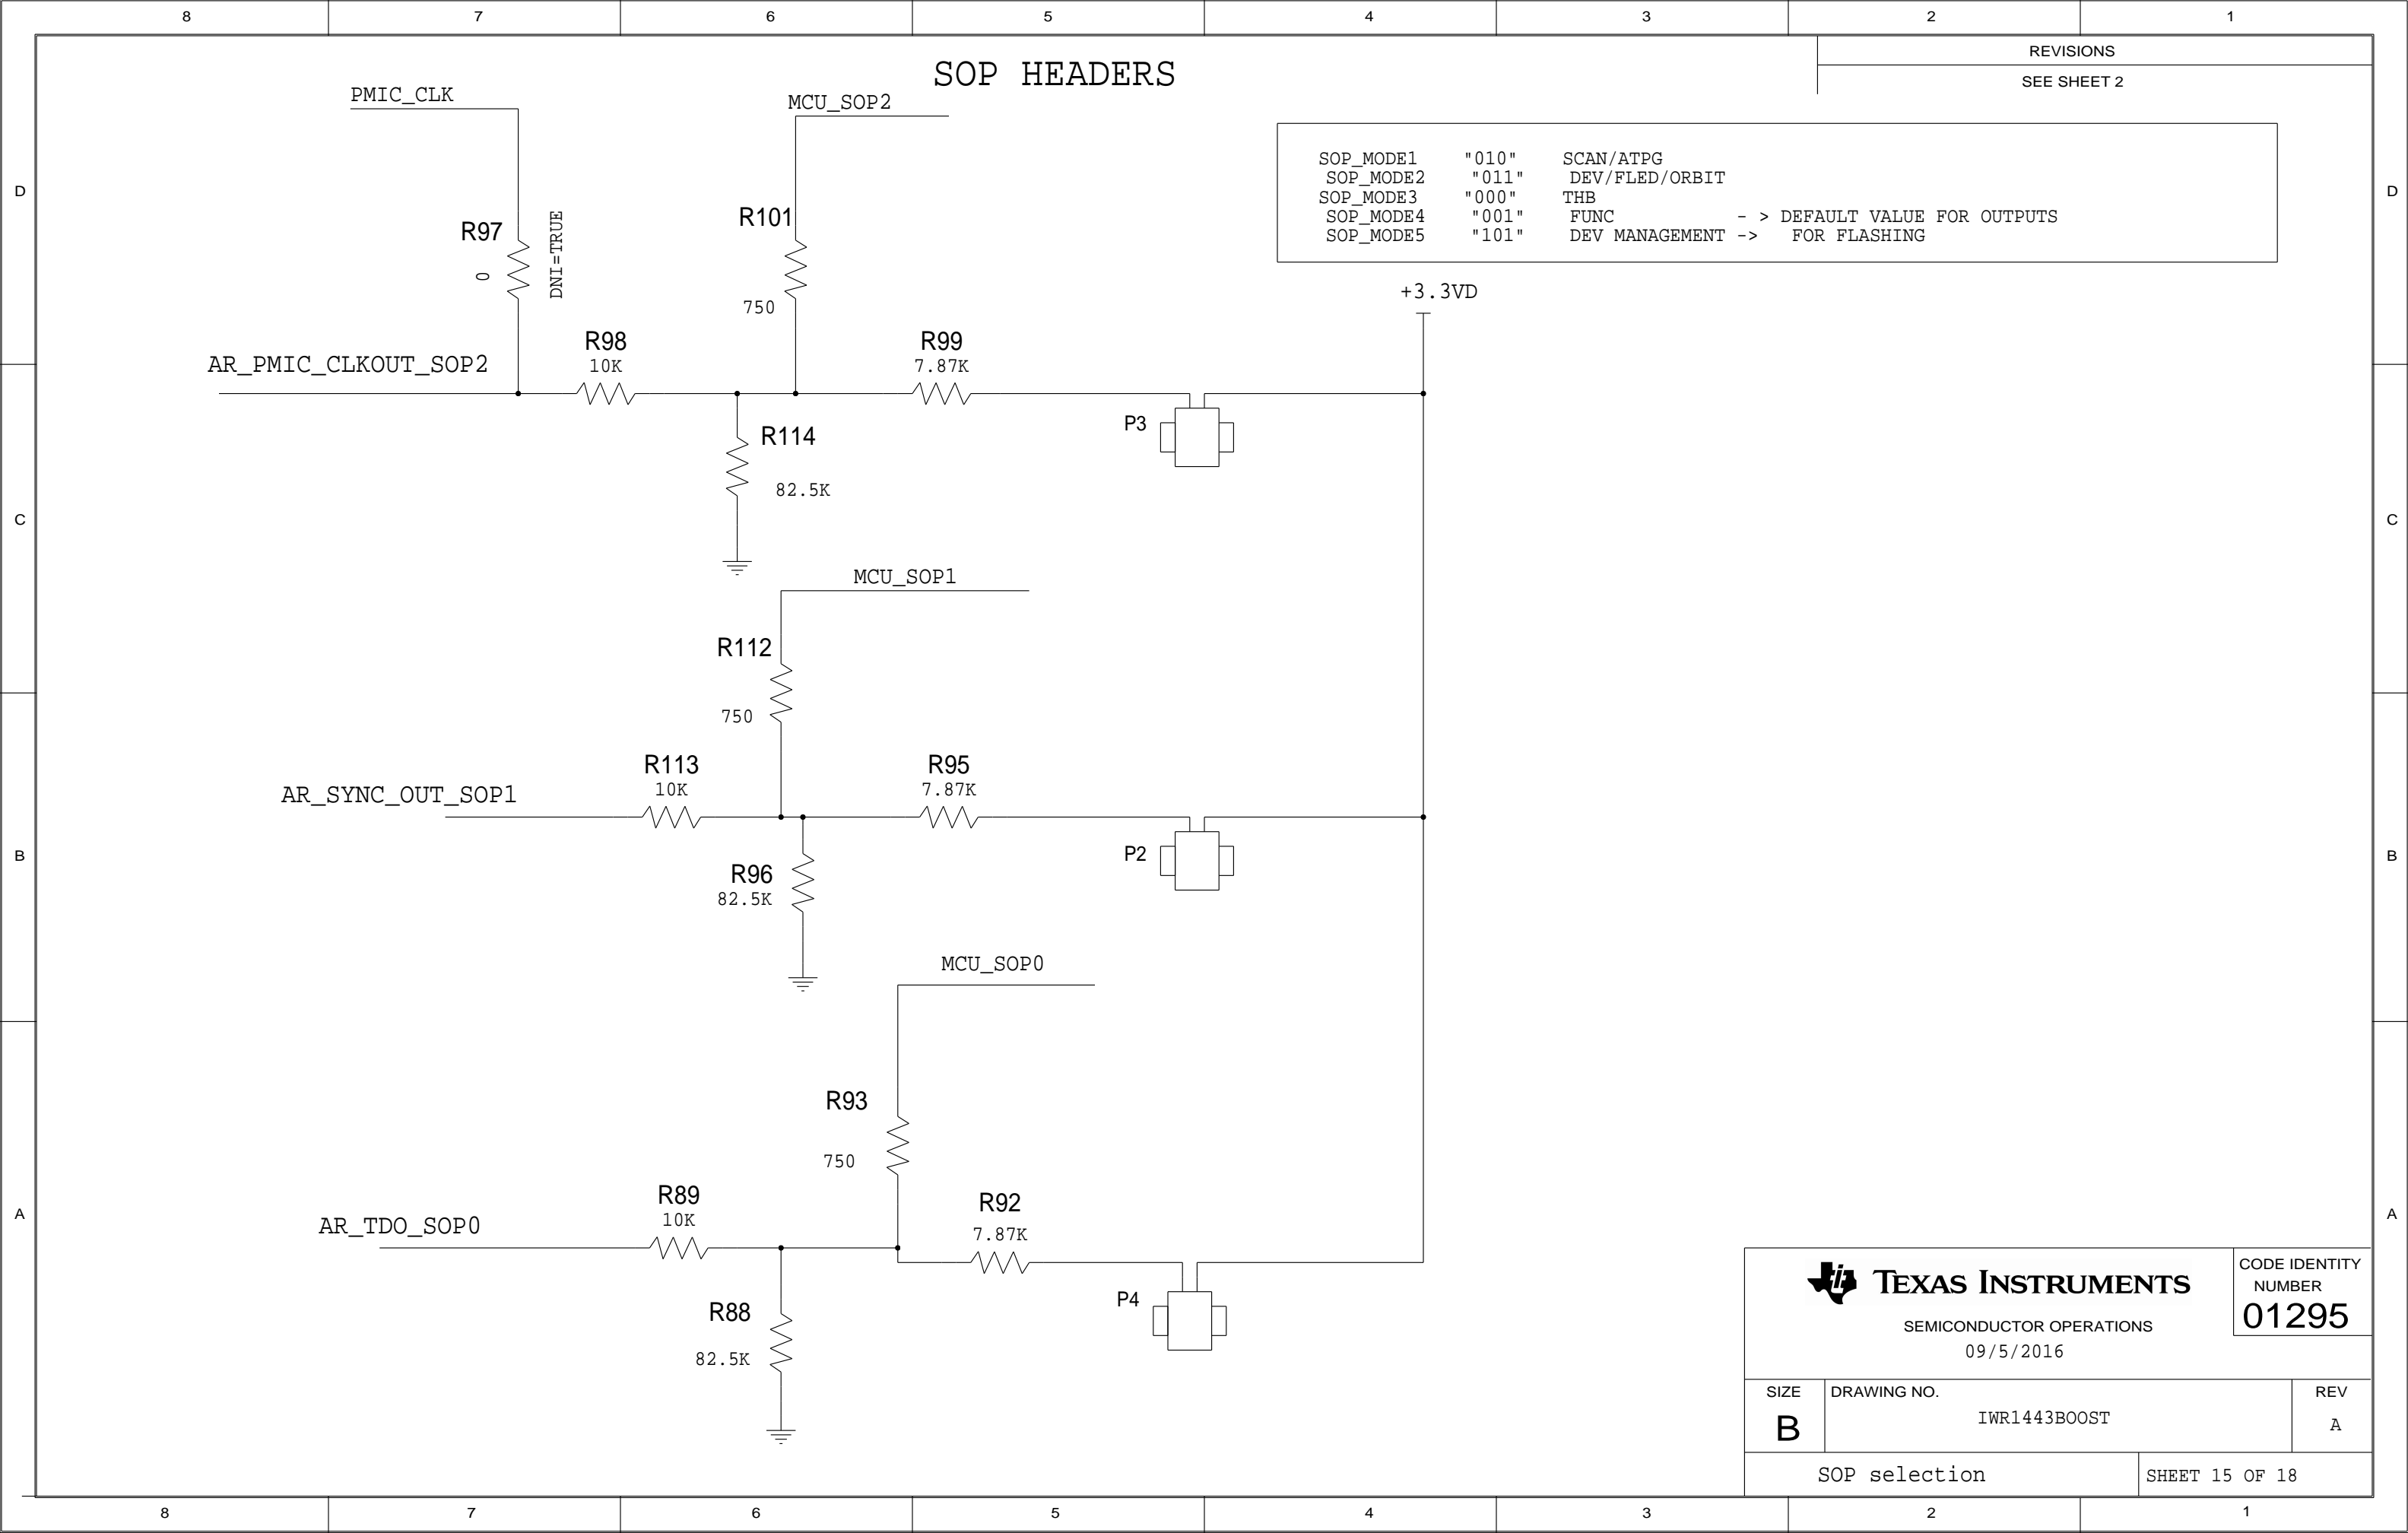 8 7 6 5 4 3 2 1
REVISIONS
SEE SHEET 2
SOP HEADERS
PMIC_CLK
MCU_SOP2
SOP_MODE1 "010" SCAN/ATPG
SOP_MODE2 "011" DEV/FLED/ORBIT
SOP_MODE3 "000" THB
SOP_MODE4 "001" FUNC - > DEFAULT VALUE FOR OUTPUTS
SOP_MODE5 "101" DEV MANAGEMENT -> FOR FLASHING
D D
R97
0
DNI=TRUE
R101
750
+3.3VD
AR_PMIC_CLKOUT_SOP2
R98
10K
R99
7.87K
P3
R114
82.5K
C C
MCU_SOP1
R112
750
AR_SYNC_OUT_SOP1
R113
10K
R95
7.87K
P2
B B
R96
82.5K
MCU_SOP0
R93
750
AR_TDO_SOP0
R89
10K
R92
7.87K
A A
P4
R88
82.5K
TEXAS INSTRUMENTS
SEMICONDUCTOR OPERATIONS
09/5/2016
CODE IDENTITY
NUMBER
01295
SIZE
B
DRAWING NO.
IWR1443BOOST
REV
A
SOP selection
SHEET 15 OF 18
8 7 6 5 4 3 2 1